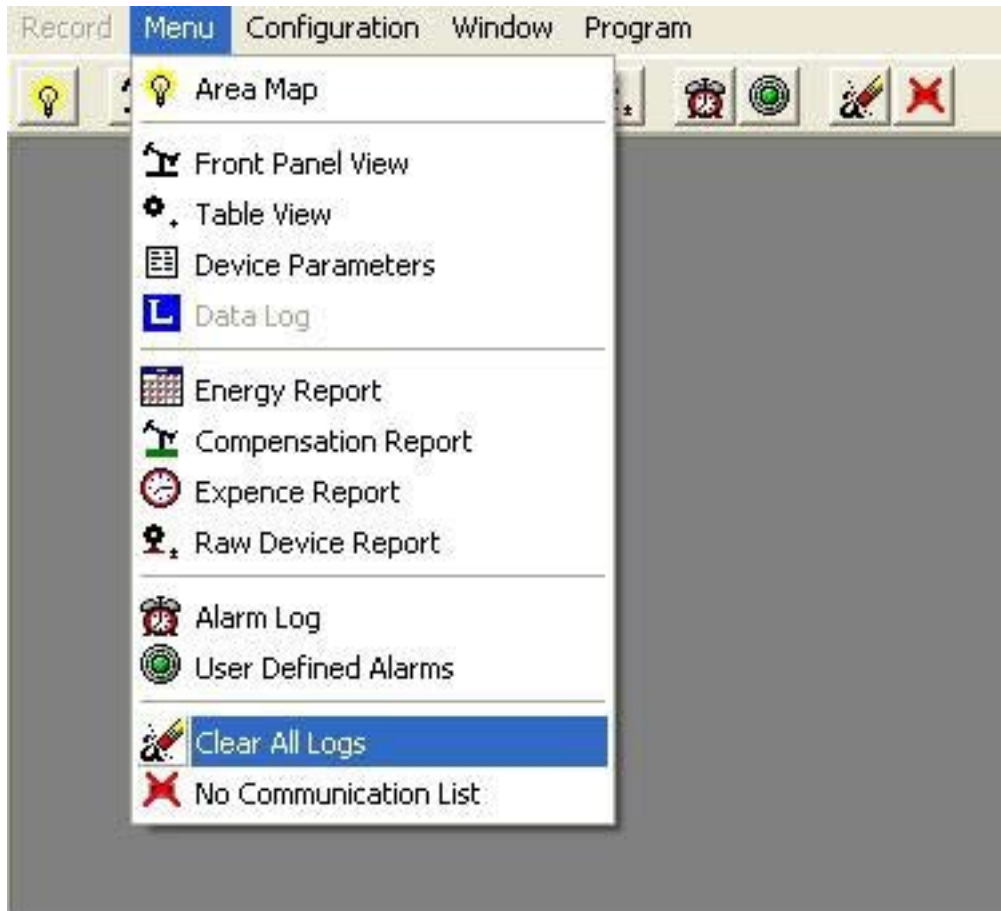 Record Menu Configuration Window Program
Area Map
Front Panel View
Table View
Device Parameters
L Data Log
Energy Report
Compensation Report
Expence Report
Raw Device Report
Alarm Log
User Defined Alarms
Clear All Logs
No Communication List